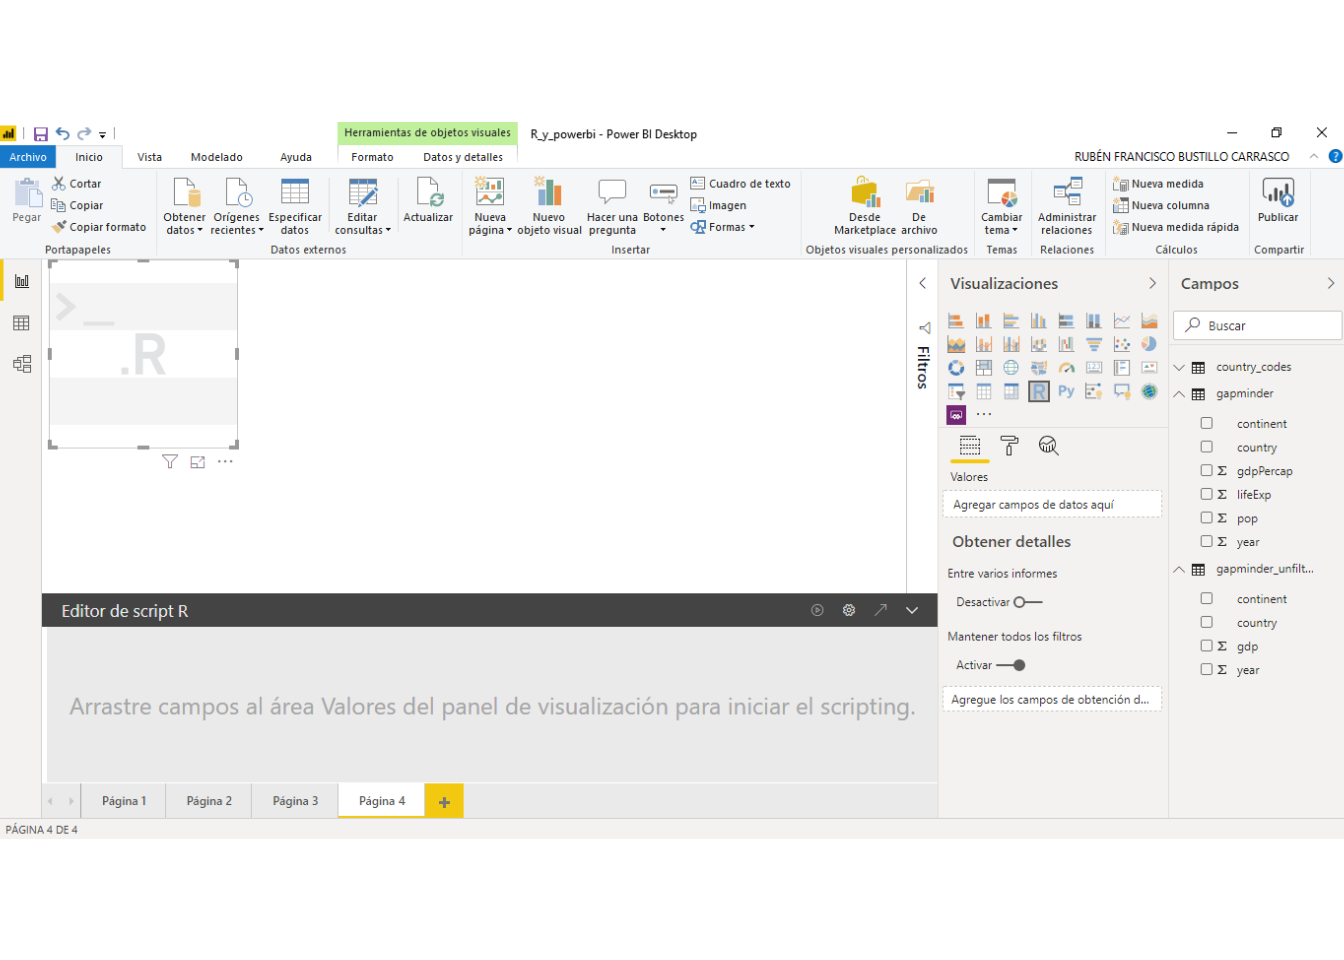 Herramientas de objetos visuales
R_y_powerbi - Power BI Desktop
Archivo Inicio Vista Modelado Ayuda Formato Datos y detalles RUBÉN FRANCISCO BUSTILLO CARRASCO ?
Pegar
Cortar
Copiar
Copiar formato
Portapapeles
Obtener datos
Orígenes recientes
Especificar datos
Editar consultas
Datos externos
Actualizar
Nueva página
Nuevo objeto visual
Hacer una pregunta
Botones
Cuadro de texto
Imagen
Formas
Insertar
Desde Marketplace
De archivo
Objetos visuales personalizados
Cambiar tema
Temas
Administrar relaciones
Relaciones
Nueva medida
Nueva columna
Nueva medida rápida
Cálculos
Publicar
Compartir
>_
.R
Filtros
Visualizaciones
123
R
Py
Valores
Agregar campos de datos aquí
Obtener detalles
Entre varios informes
Desactivar
Mantener todos los filtros
Activar
Agregue los campos de obtención d...
Campos
Buscar
country_codes
gapminder
continent
country
Σ gdpPercap
Σ lifeExp
Σ pop
Σ year
gapminder_unfilt...
continent
country
Σ gdp
Σ year
Editor de script R
Arrastre campos al área Valores del panel de visualización para iniciar el scripting.
Página 1 Página 2 Página 3 Página 4 +
PÁGINA 4 DE 4